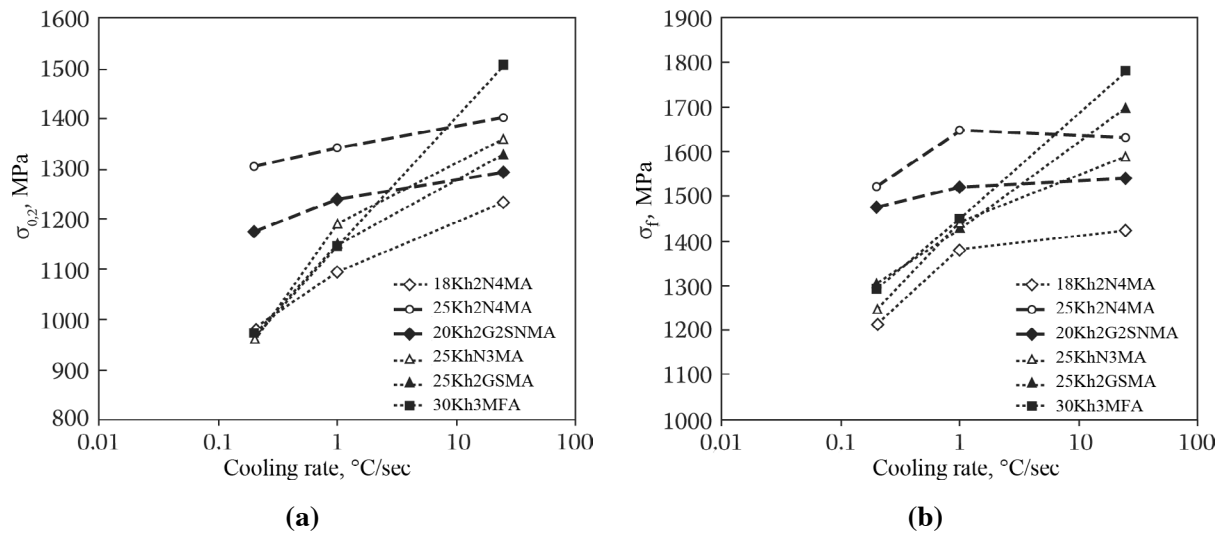 1600
1500
1400
1300
1200
1100
1000
900
800
σ0,2, MPa
18Kh2N4MA
25Kh2N4MA
20Kh2G2SNMA
25KhN3MA
25Kh2GSMA
30Kh3MFA
0.01 0.1 1 10 100
Cooling rate, °C/sec
(a)
1900
1800
1700
1600
1500
1400
1300
1200
1100
1000
σf, MPa
18Kh2N4MA
25Kh2N4MA
20Kh2G2SNMA
25KhN3MA
25Kh2GSMA
30Kh3MFA
0.01 0.1 1 10 100
Cooling rate, °C/sec
(b)